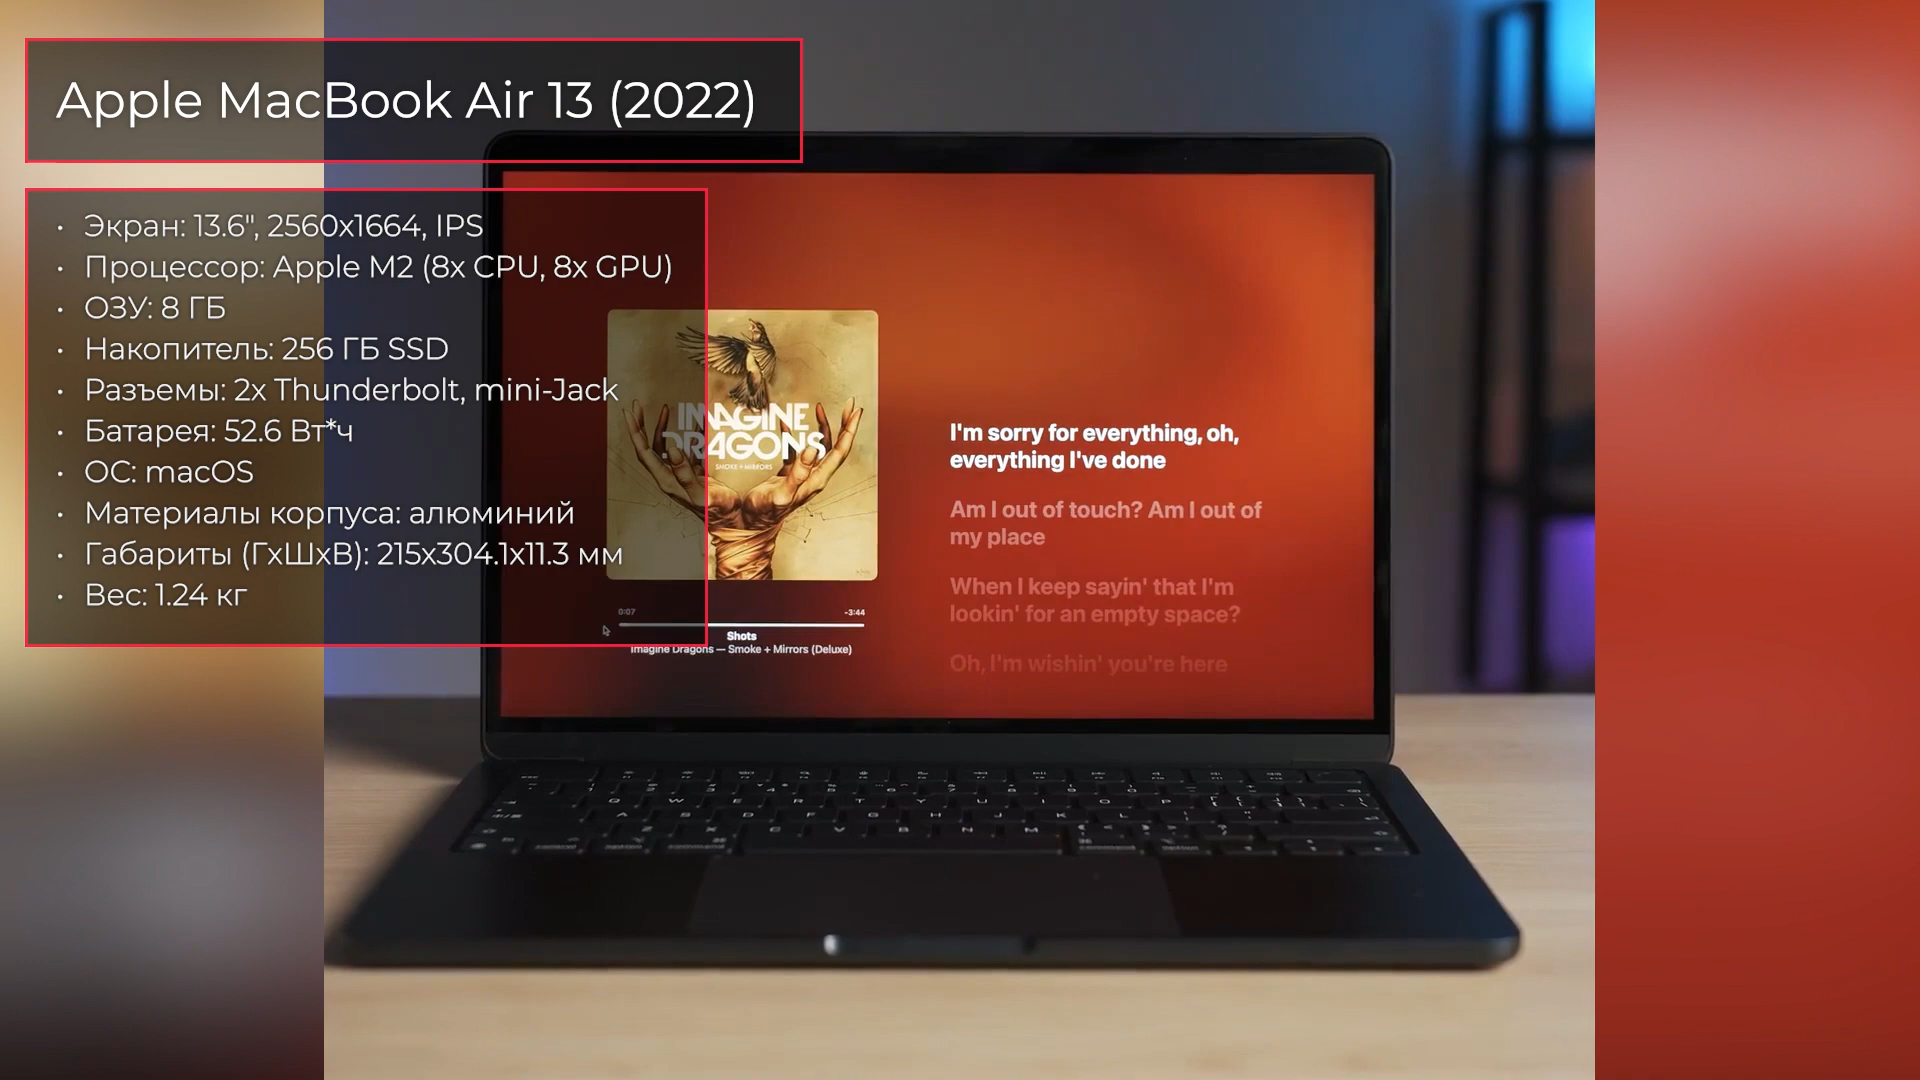 Apple MacBook Air 13 (2022)
• Экран: 13.6", 2560x1664, IPS
• Процессор: Apple M2 (8x CPU, 8x GPU)
• ОЗУ: 8 ГБ
• Накопитель: 256 ГБ SSD
• Разъемы: 2x Thunderbolt, mini-Jack
• Батарея: 52.6 Вт*ч
• ОС: macOS
• Материалы корпуса: алюминий
• Габариты (ГхШхВ): 215x304.1x11.3 мм
• Вес: 1.24 кг
IMAGINE
DRAGONS
SMOKE + MIRRORS
0:07
-3:44
Shots
Imagine Dragons — Smoke + Mirrors (Deluxe)
I'm sorry for everything, oh,
everything I've done
Am I out of touch? Am I out of
my place
When I keep sayin' that I'm
lookin' for an empty space?
Oh, I'm wishin' you're here
Q W E R T Y U I O P
A S D F G H J K L
Z X C V B N M
command
command option